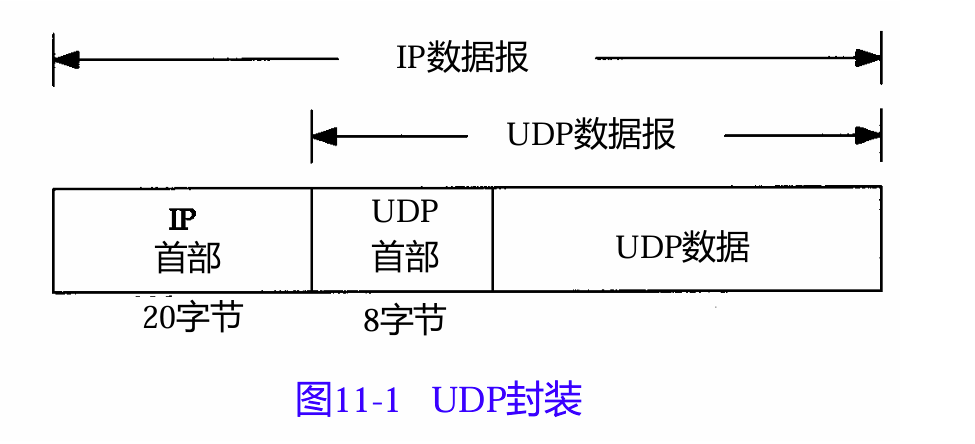 IP数据报
UDP数据报
IP
首部
UDP
首部
UDP数据
20字节
8字节
图11-1 UDP封装